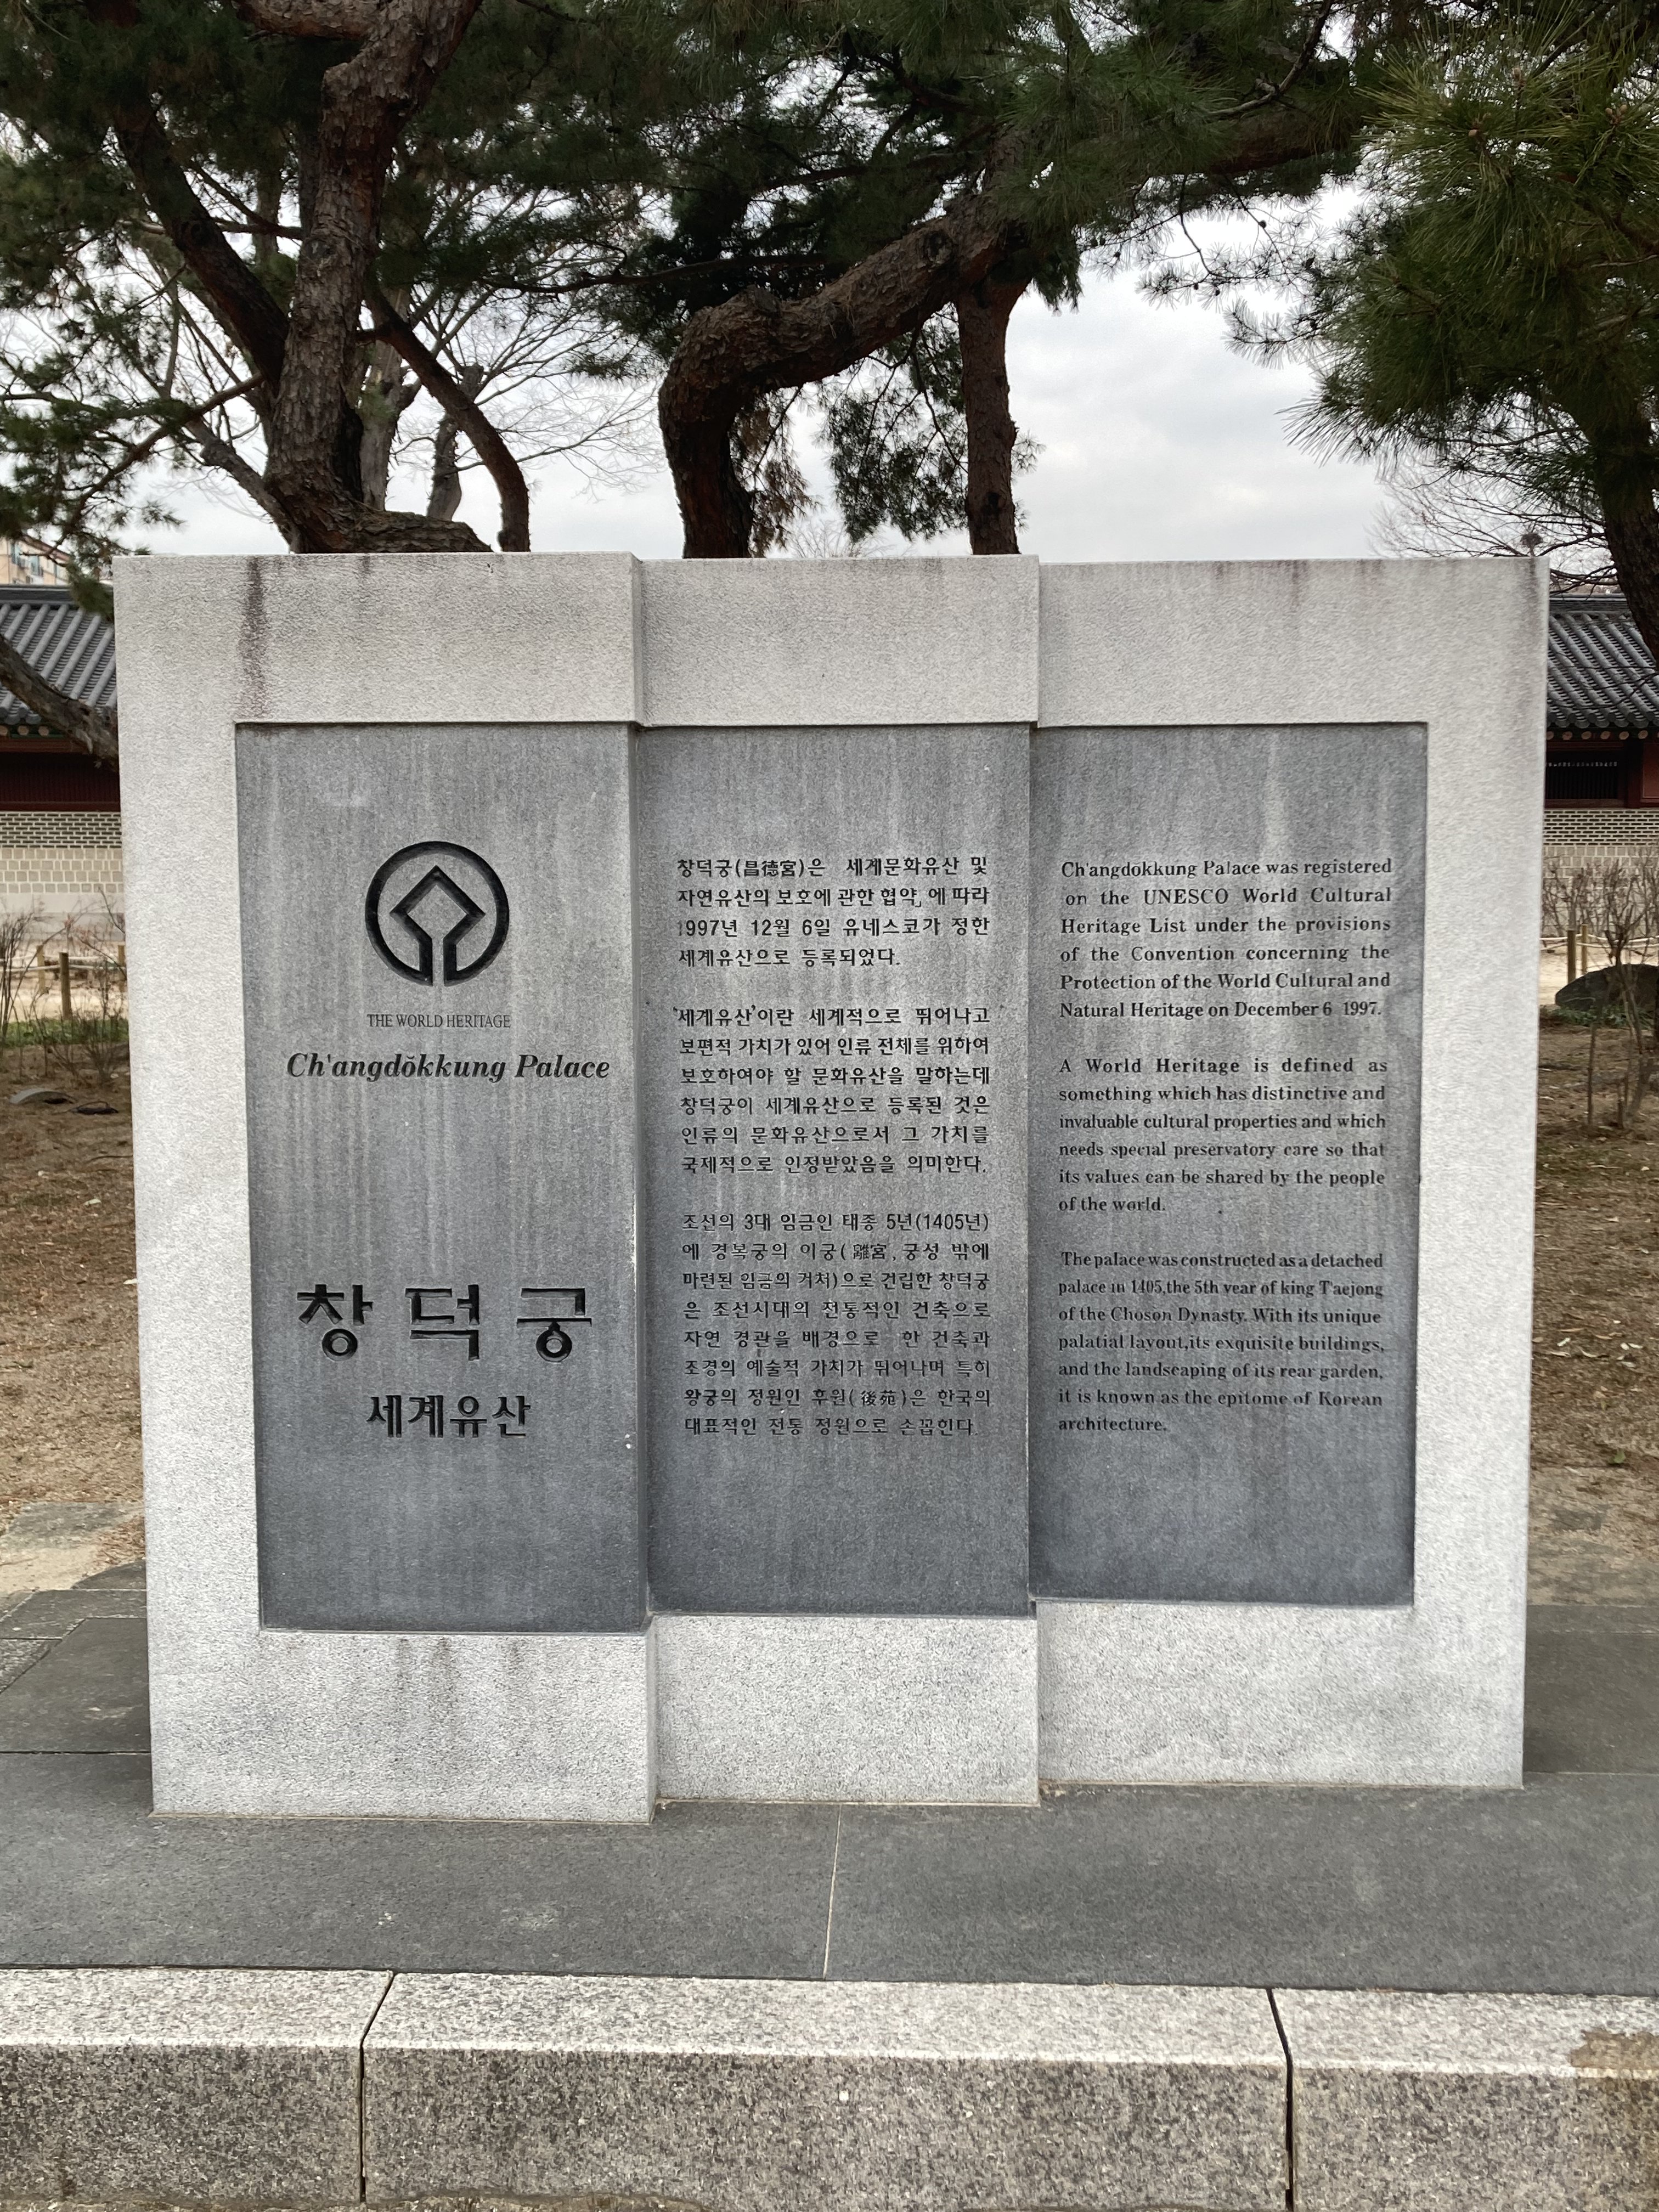 THE WORLD HERITAGE
Ch'angdŏkkung Palace
창덕궁
세계유산
창덕궁(昌德宮)은 세계문화유산 및
자연유산의 보호에 관한 협약」에 따라
1997년 12월 6일 유네스코가 정한
세계유산으로 등록되었다.
'세계유산'이란 세계적으로 뛰어나고
보편적 가치가 있어 인류 전체를 위하여
보호하여야 할 문화유산을 말하는데
창덕궁이 세계유산으로 등록된 것은
인류의 문화유산으로서 그 가치를
국제적으로 인정받았음을 의미한다.
조선의 3대 임금인 태종 5년(1405년)
에 경복궁의 이궁(離宮, 궁성 밖에
마련된 임금의 거처)으로 건립한 창덕궁
은 조선시대의 전통적인 건축으로
자연 경관을 배경으로 한 건축과
조경의 예술적 가치가 뛰어나며 특히
왕궁의 정원인 후원(後苑)은 한국의
대표적인 전통 정원으로 손꼽힌다.
Ch'angdŏkkung Palace was registered
on the UNESCO World Cultural
Heritage List under the provisions
of the Convention concerning the
Protection of the World Cultural and
Natural Heritage on December 6 1997.
A World Heritage is defined as
something which has distinctive and
invaluable cultural properties and which
needs special preservatory care so that
its values can be shared by the people
of the world.
The palace was constructed as a detached
palace in 1405,the 5th year of king T'aejong
of the Choson Dynasty. With its unique
palatial layout,its exquisite buildings,
and the landscaping of its rear garden,
it is known as the epitome of Korean
architecture.